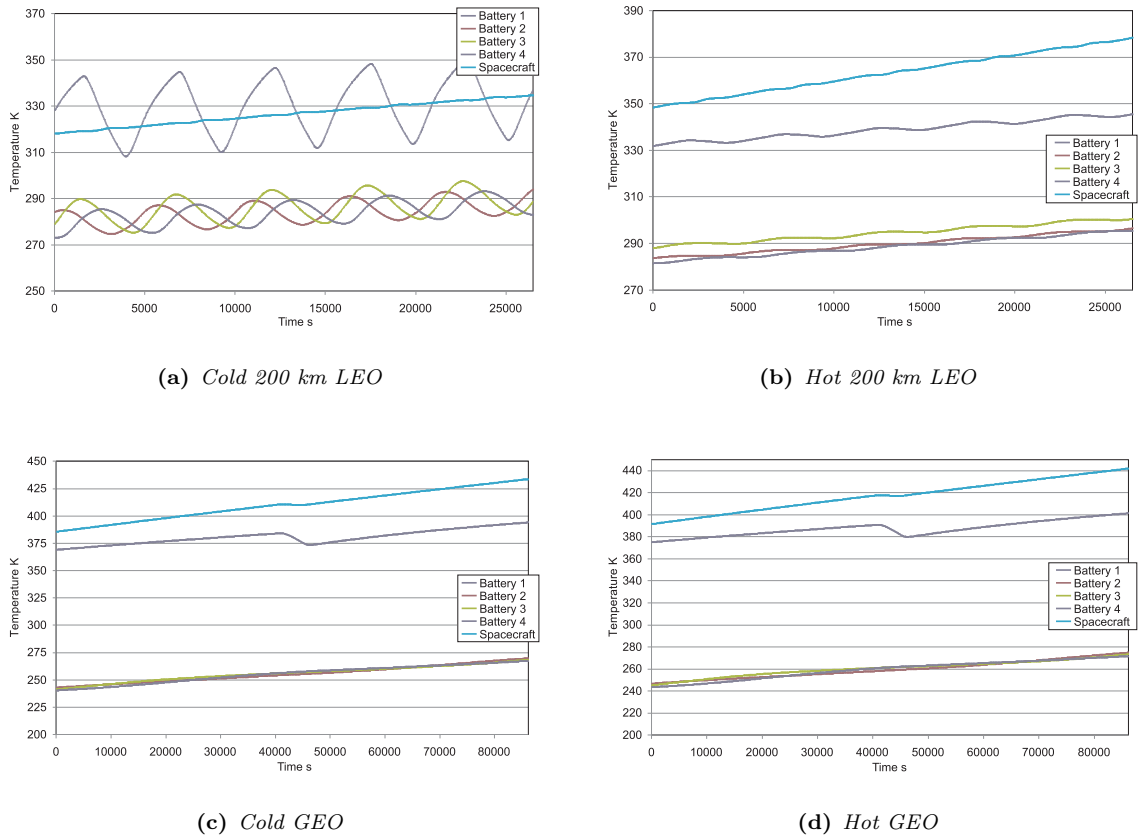 370
350
330
310
290
270
250
Temperature K
0 5000 10000 15000 20000 25000
Time s
Battery 1
Battery 2
Battery 3
Battery 4
Spacecraft
(a) Cold 200 km LEO
390
370
350
330
310
290
270
Temperature K
0 5000 10000 15000 20000 25000
Time s
Battery 1
Battery 2
Battery 3
Battery 4
Spacecraft
(b) Hot 200 km LEO
450
425
400
375
350
325
300
275
250
225
200
Temperature K
0 10000 20000 30000 40000 50000 60000 70000 80000
Time s
Battery 1
Battery 2
Battery 3
Battery 4
Spacecraft
(c) Cold GEO
440
420
400
380
360
340
320
300
280
260
240
220
200
Temperature K
0 10000 20000 30000 40000 50000 60000 70000 80000
Time s
Battery 1
Battery 2
Battery 3
Battery 4
Spacecraft
(d) Hot GEO